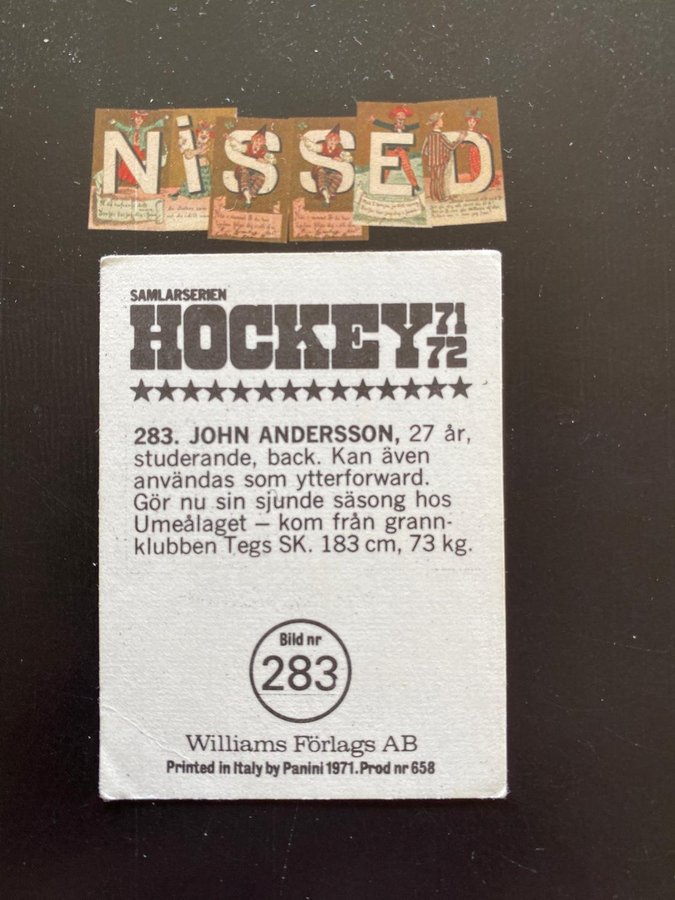 NiSSED
SAMLARSERIEN
HOCKEY 71 72
283. JOHN ANDERSSON, 27 år,
studerande, back. Kan även
användas som ytterforward.
Gör nu sin sjunde säsong hos
Umeålaget – kom från grann-
klubben Tegs SK. 183 cm, 73 kg.
Bild nr
283
Williams Förlags AB
Printed in Italy by Panini 1971. Prod nr 658